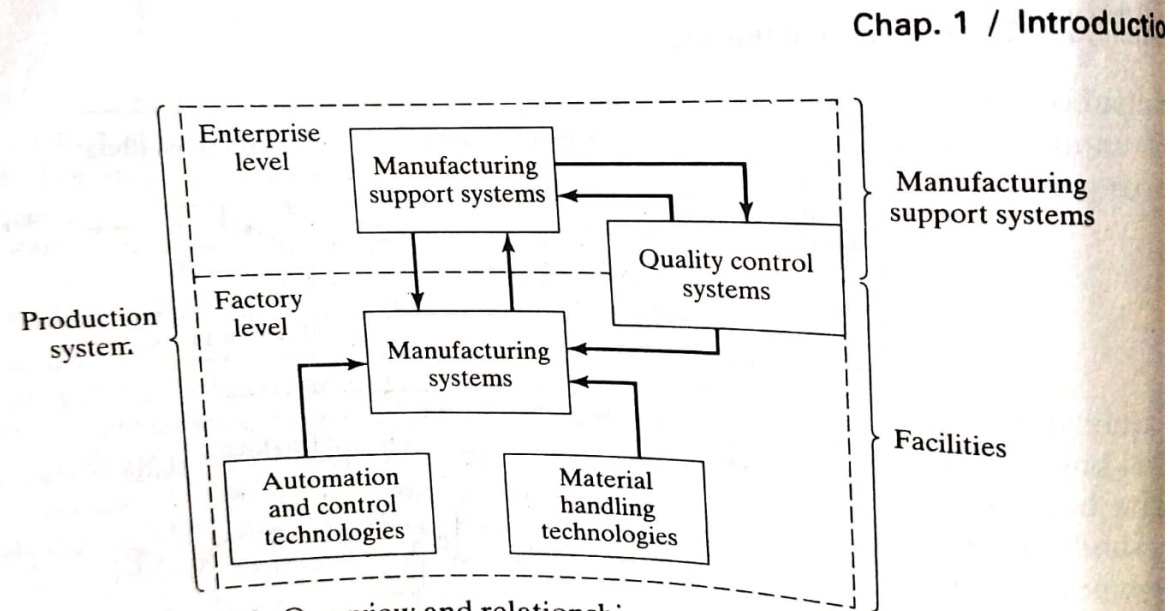 Chap. 1 / Introductio
Enterprise
level
Manufacturing
support systems
Manufacturing
support systems
Quality control
systems
Factory
level
Production
system
Manufacturing
systems
Facilities
Automation
and control
technologies
Material
handling
technologies
Overview and relationshi